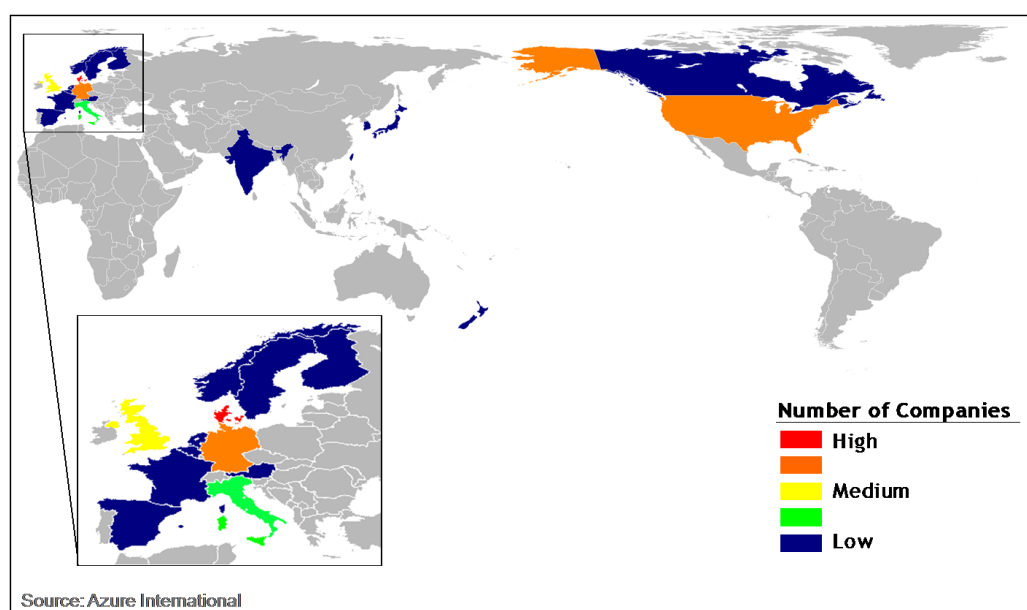 Number of Companies
High
Medium
Low
Source: Azure International